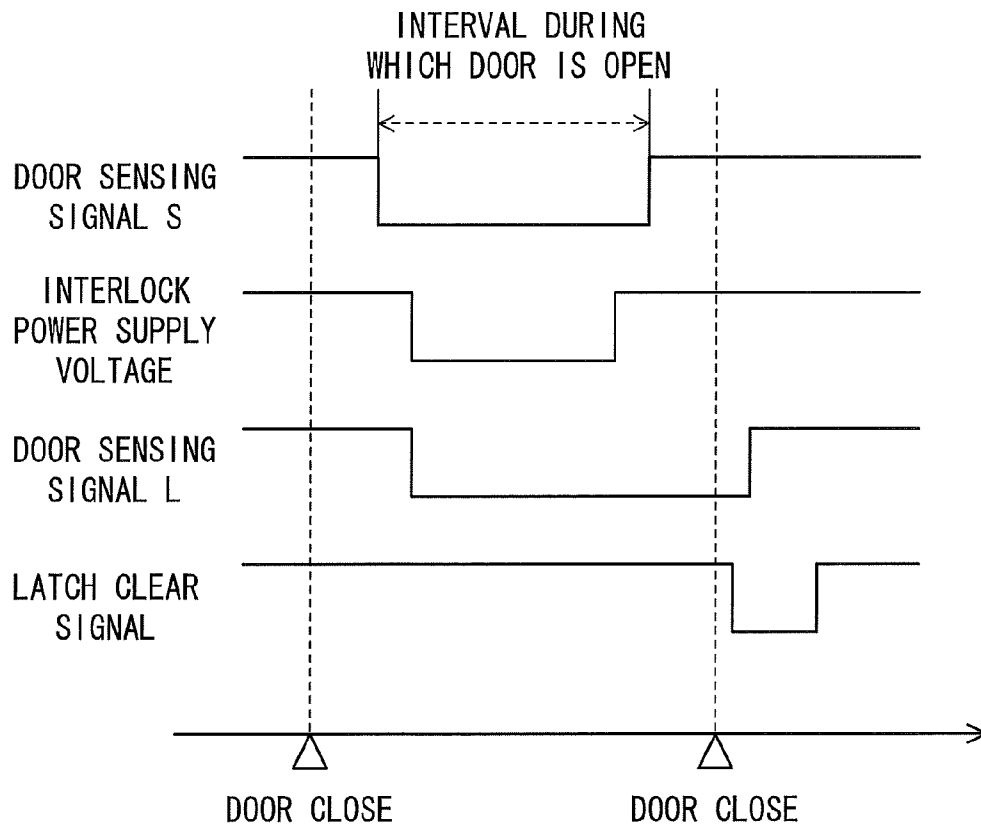 INTERVAL DURING
WHICH DOOR IS OPEN
DOOR SENSING
SIGNAL S
INTERLOCK
POWER SUPPLY
VOLTAGE
DOOR SENSING
SIGNAL L
LATCH CLEAR
SIGNAL
DOOR CLOSE
DOOR CLOSE